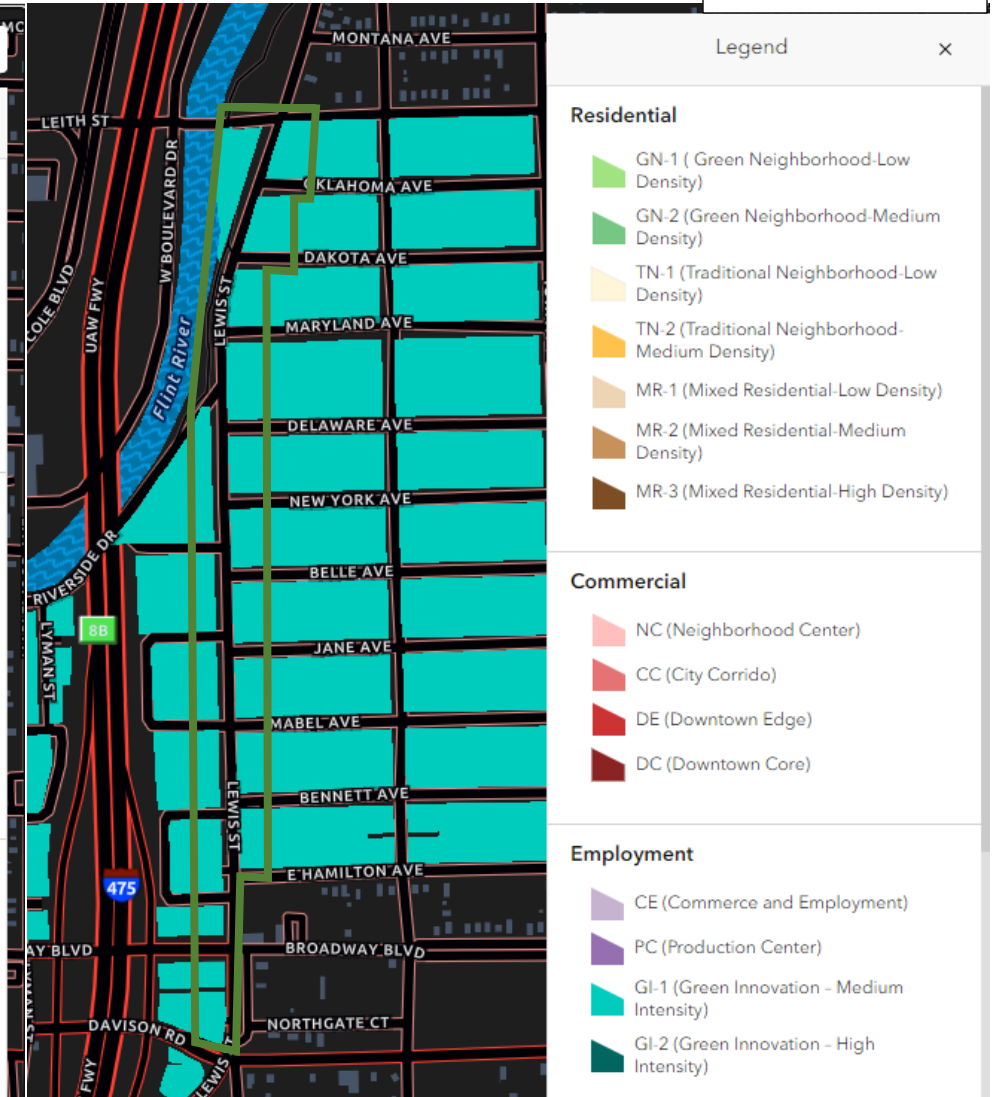 MC
MONTANA AVE
LEITH ST
W BOULEVARD DR
OKLAHOMA AVE
DAKOTA AVE
COLE BLVD
UAW FWY
LEWIS ST
MARYLAND AVE
Flint River
DELAWARE AVE
NEW YORK AVE
RIVERSIDE DR
BELLE AVE
8B
LYMAN ST
JANE AVE
MABEL AVE
LEWIS ST
BENNETT AVE
E HAMILTON AVE
475
AY BLVD
BROADWAY BLVD
YMAN ST
DAVISON RD
NORTHGATE CT
FWY
LEWIS
Legend
×
Residential
GN-1 ( Green Neighborhood-Low
Density)
GN-2 (Green Neighborhood-Medium
Density)
TN-1 (Traditional Neighborhood-Low
Density)
TN-2 (Traditional Neighborhood-
Medium Density)
MR-1 (Mixed Residential-Low Density)
MR-2 (Mixed Residential-Medium
Density)
MR-3 (Mixed Residential-High Density)
Commercial
NC (Neighborhood Center)
CC (City Corrido)
DE (Downtown Edge)
DC (Downtown Core)
Employment
CE (Commerce and Employment)
PC (Production Center)
GI-1 (Green Innovation - Medium
Intensity)
GI-2 (Green Innovation - High
Intensity)